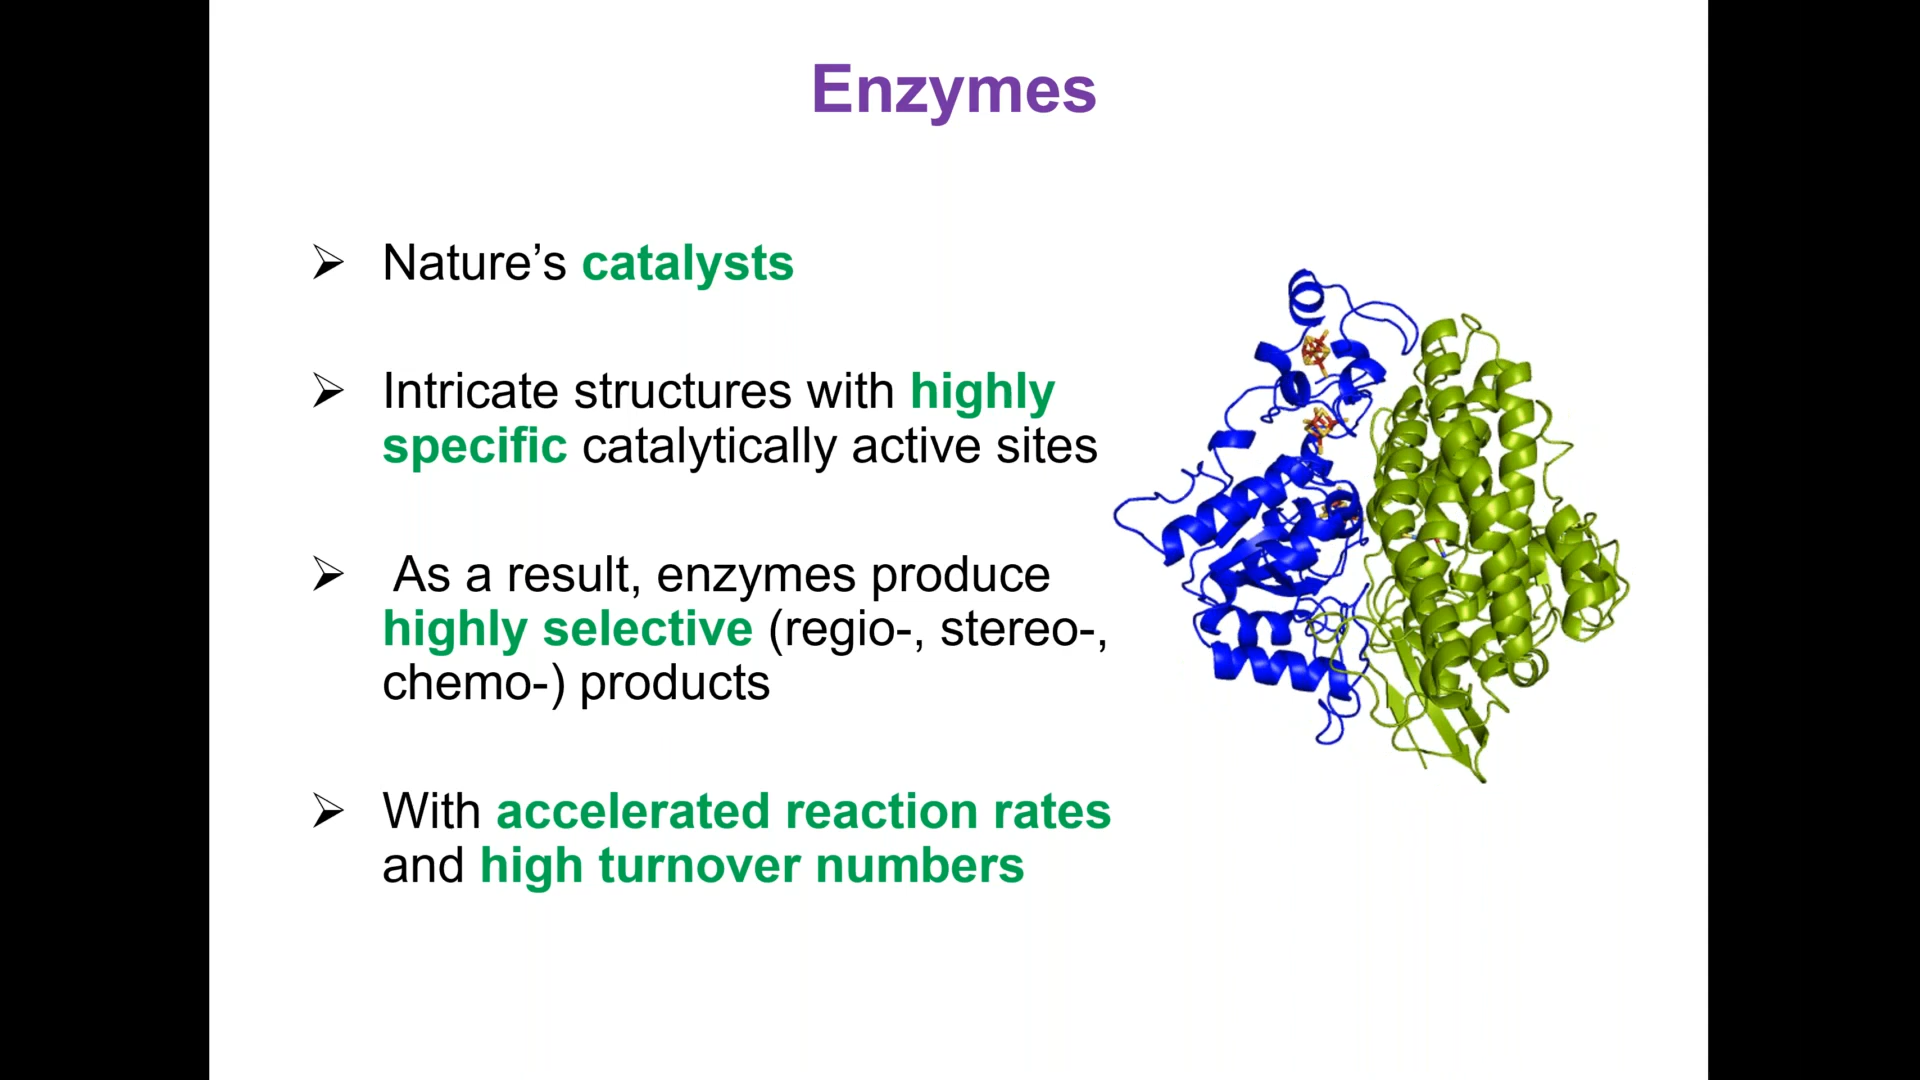 Enzymes
➢ Nature’s catalysts
➢ Intricate structures with highly
specific catalytically active sites
➢ As a result, enzymes produce
highly selective (regio-, stereo-,
chemo-) products
➢ With accelerated reaction rates
and high turnover numbers